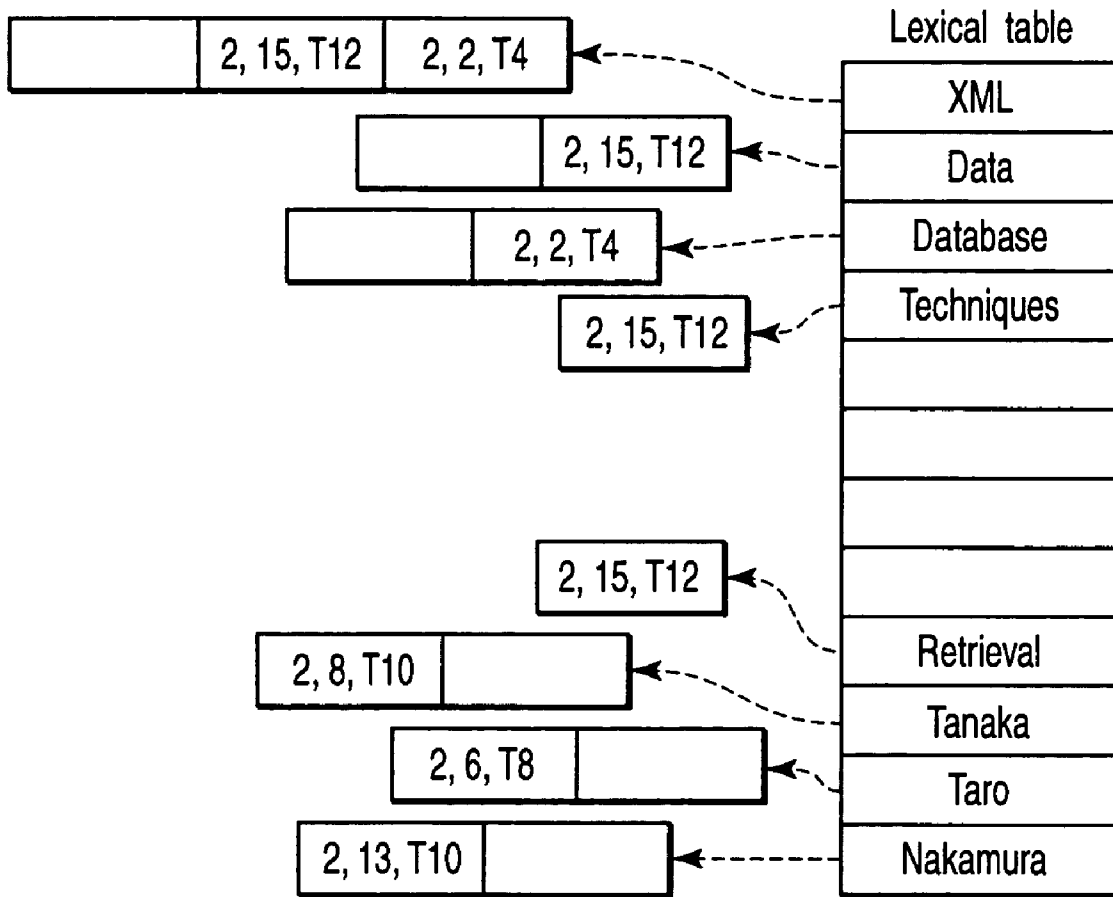 Lexical table
2, 15, T12 2, 2, T4 XML
2, 15, T12 Data
2, 2, T4 Database
2, 15, T12 Techniques
2, 15, T12 Retrieval
2, 8, T10 Tanaka
2, 6, T8 Taro
2, 13, T10 Nakamura